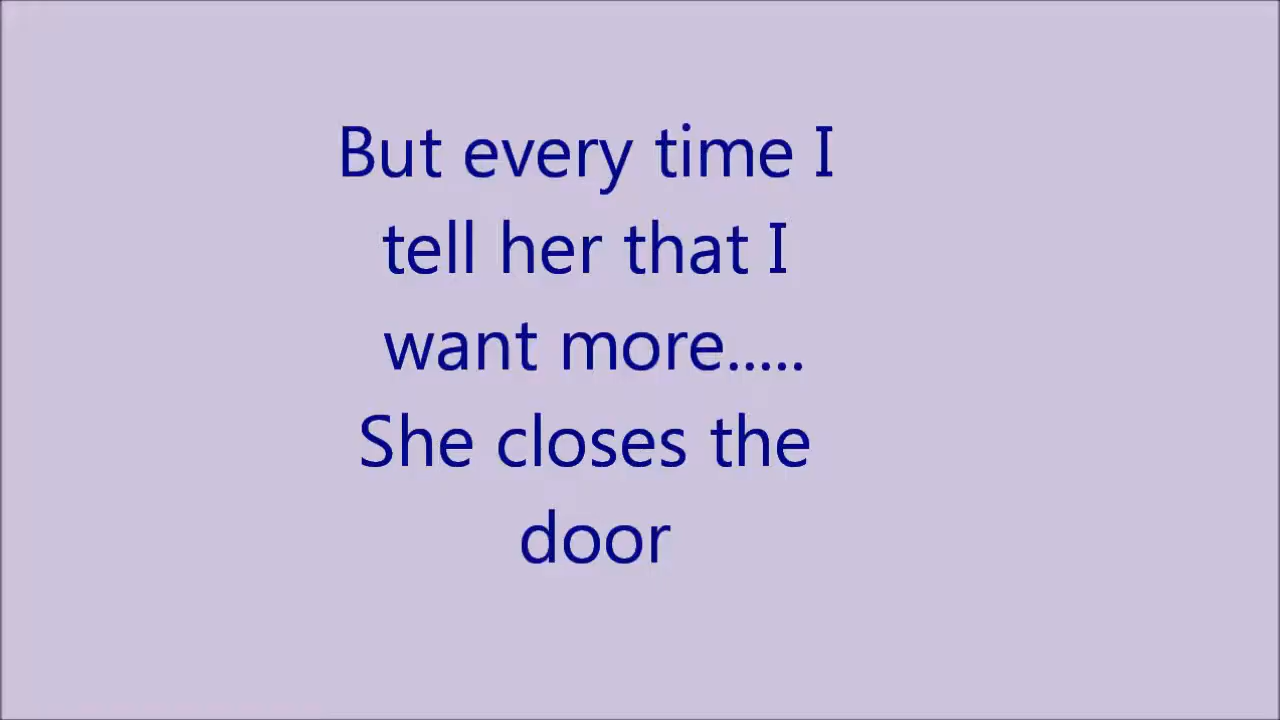 But every time I
tell her that I
want more.....
She closes the
door